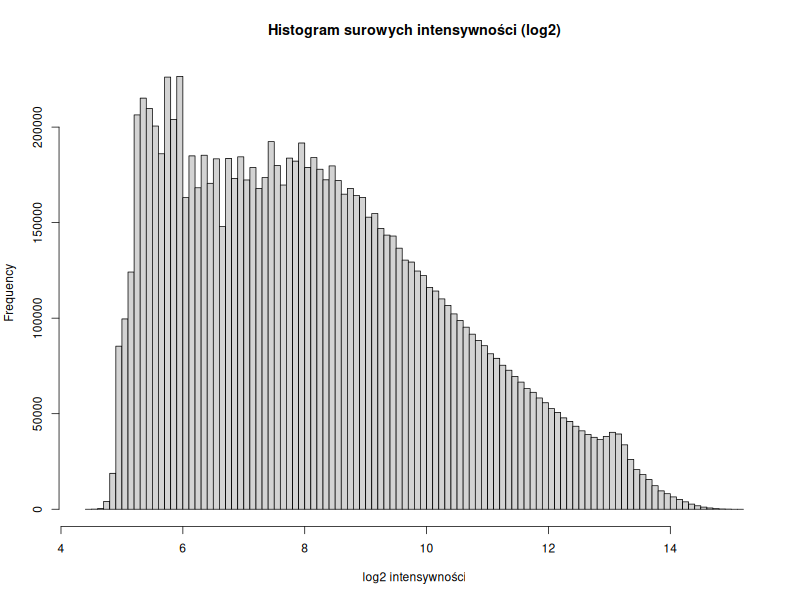 Histogram surowych intensywności (log2)
Frequency
200000
150000
100000
50000
0
4 6 8 10 12 14
log2 intensywności